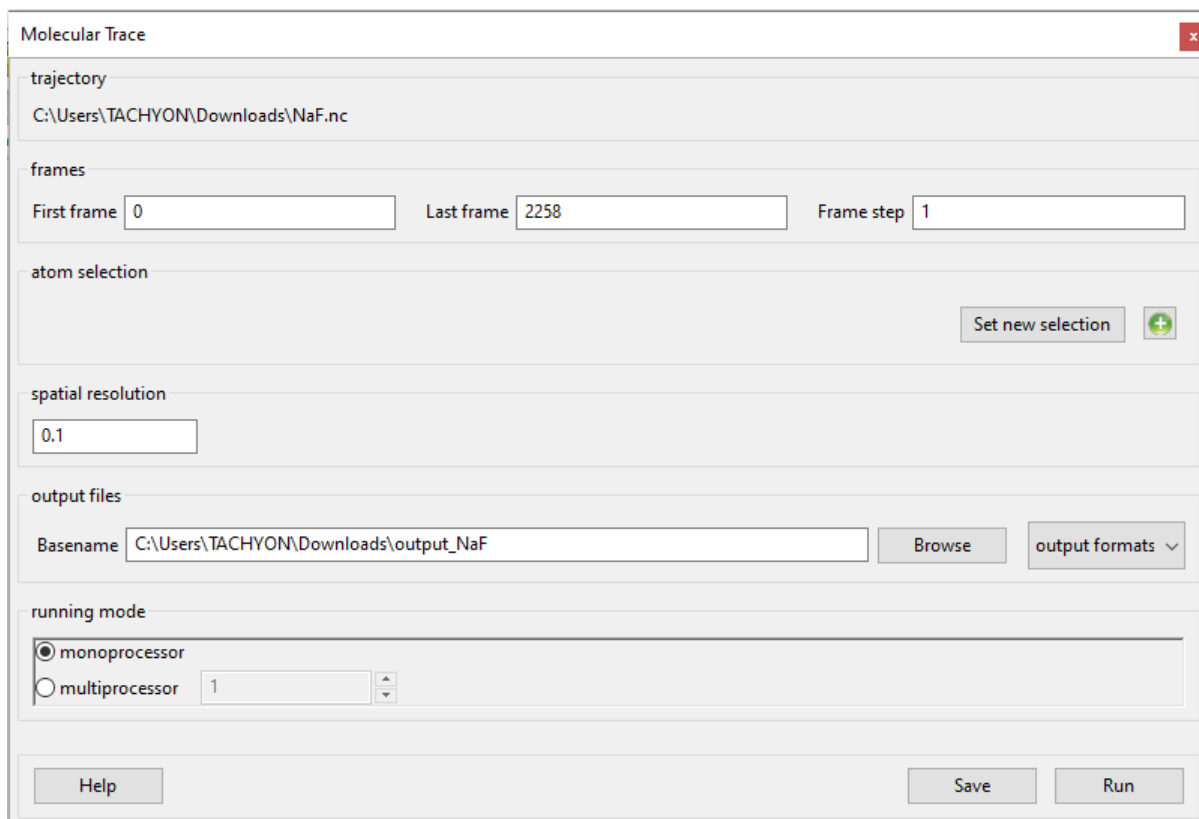 Molecular Trace
x
trajectory
C:\Users\TACHYON\Downloads\NaF.nc
frames
First frame 0 Last frame 2258 Frame step 1
atom selection
Set new selection
spatial resolution
0.1
output files
Basename C:\Users\TACHYON\Downloads\output_NaF Browse output formats
running mode
monoprocessor
multiprocessor 1
Help Save Run